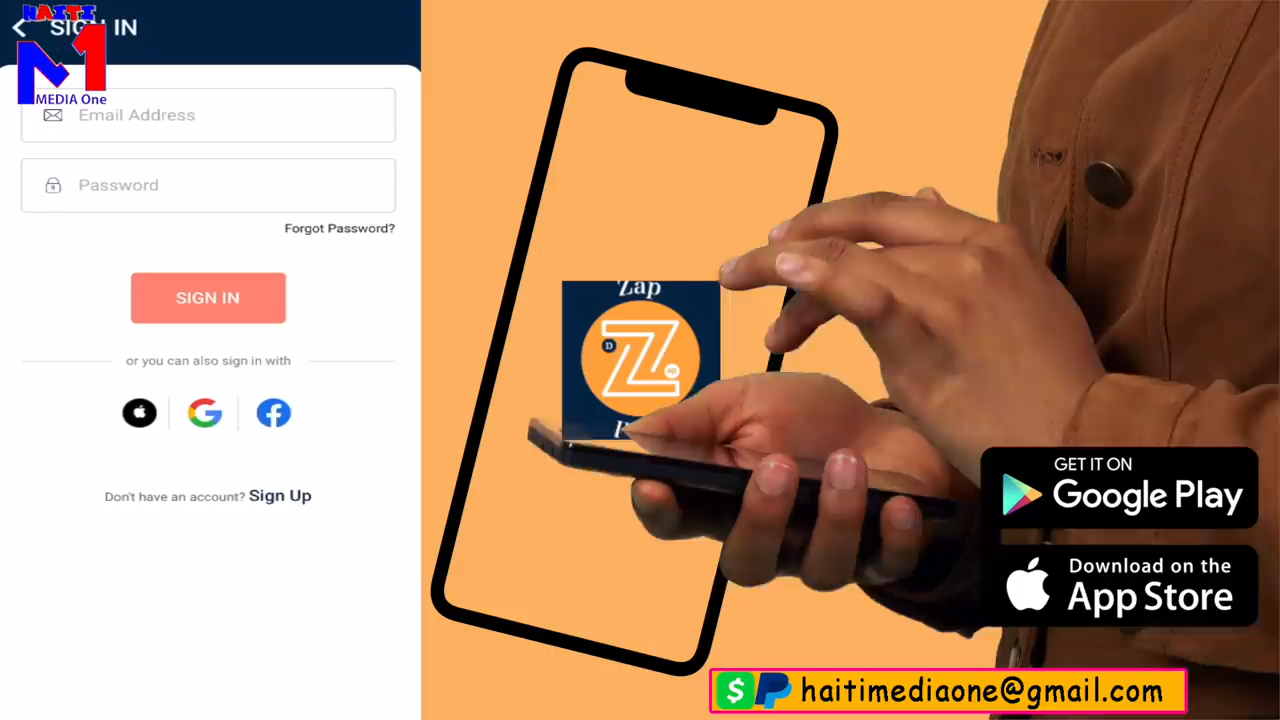 HAITI
M1
MEDIA One
SIGN IN
Email Address
Password
Forgot Password?
SIGN IN
or you can also sign in with
Don't have an account? Sign Up
Zap
Z
D
GET IT ON
Google Play
Download on the
App Store
haitimediaone@gmail.com